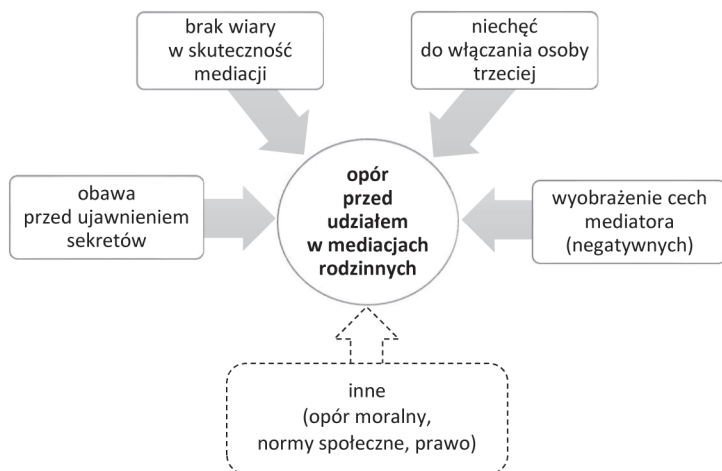 brak wiary
w skuteczność
mediacji
niechęć
do włączania osoby
trzeciej
obawa
przed ujawnieniem
sekretów
opór
przed
udziałem
w mediacjach
rodzinnych
wyobrażenie cech
mediatora
(negatywnych)
inne
(opór moralny,
normy społeczne, prawo)